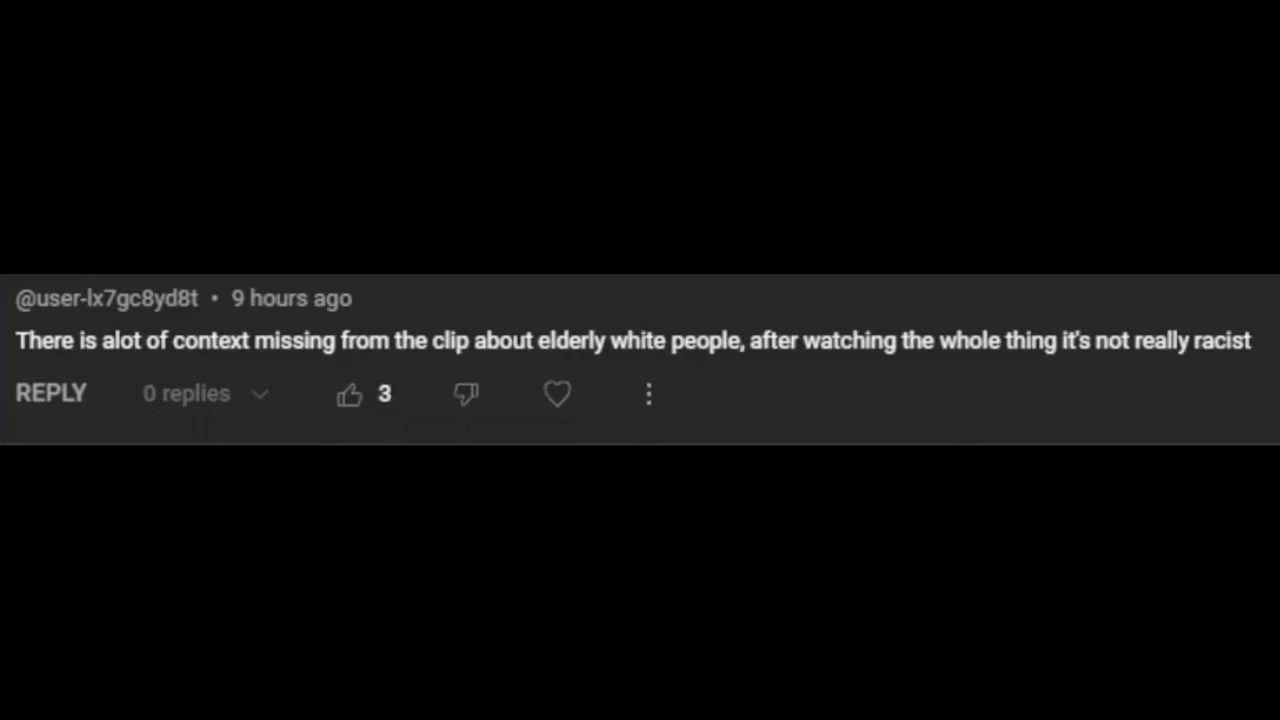 @user-lx7gc8yd8t • 9 hours ago
There is alot of context missing from the clip about elderly white people, after watching the whole thing it's not really racist
REPLY 0 replies 3